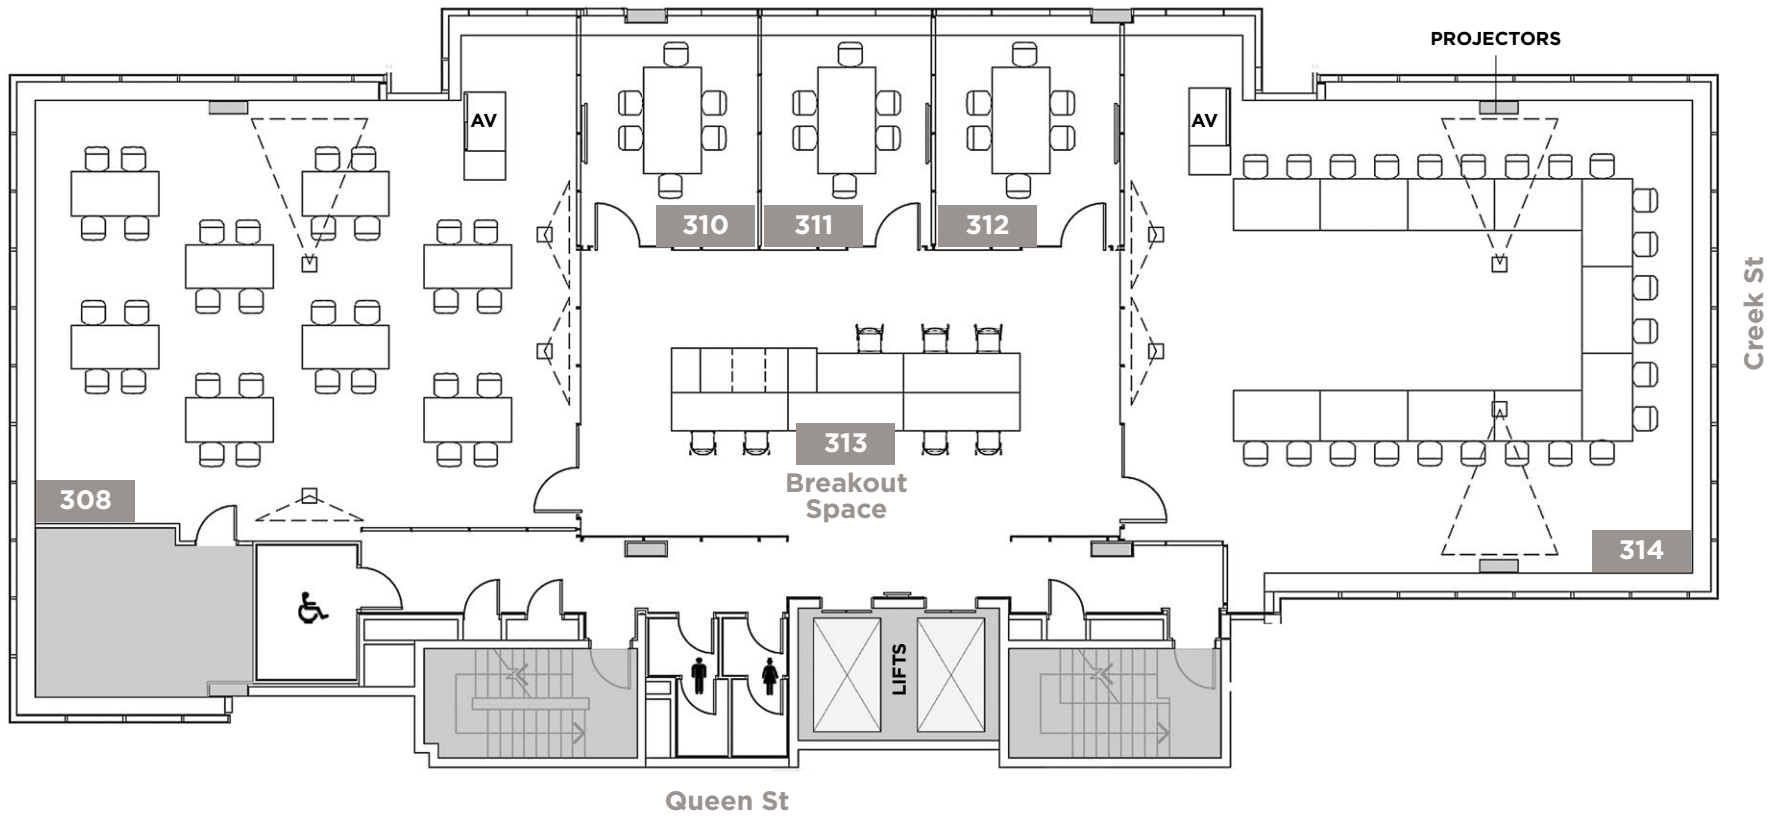 PROJECTORS
AV
AV
310
311
312
Creek St
313
Breakout
Space
308
314
LIFTS
Queen St